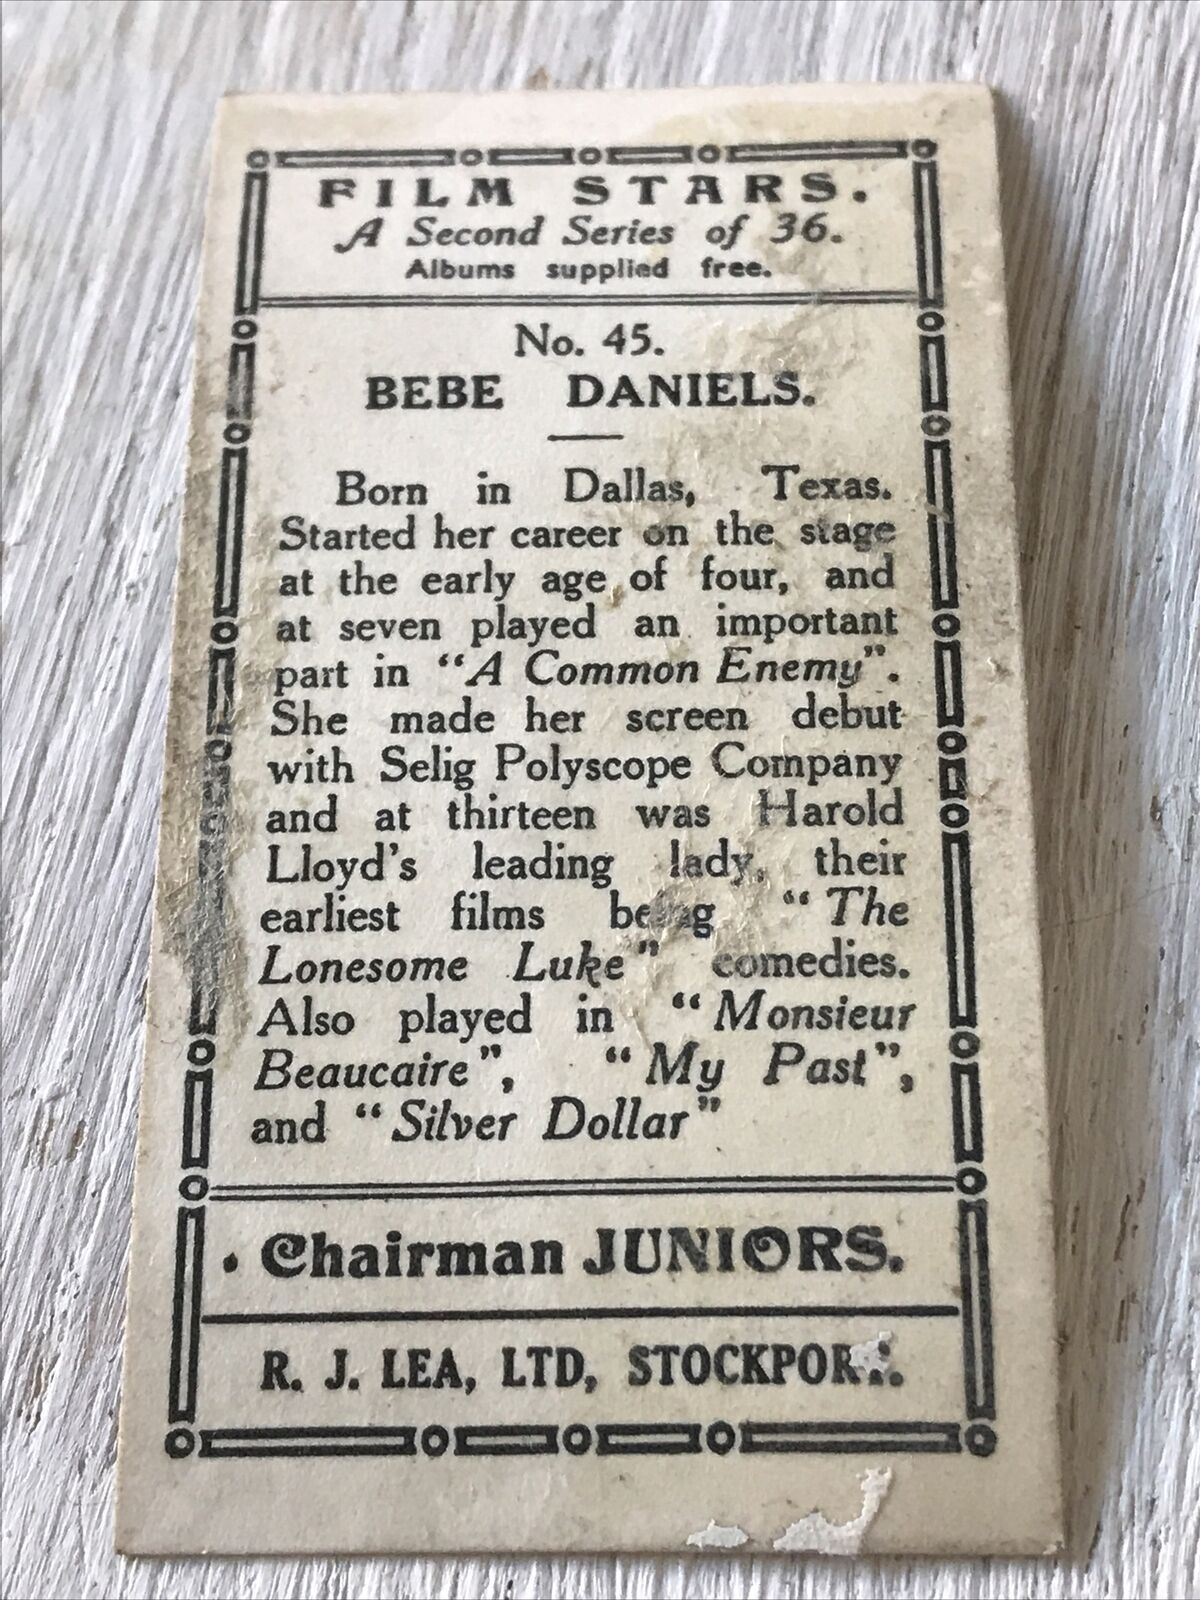 FILM STARS.
A Second Series of 36.
Albums supplied free.
No. 45.
BEBE DANIELS.
Born in Dallas, Texas.
Started her career on the stage
at the early age of four, and
at seven played an important
part in "A Common Enemy".
She made her screen debut
with Selig Polyscope Company
and at thirteen was Harold
Lloyd's leading lady, their
earliest films being "The
Lonesome Luke" comedies.
Also played in "Monsieur
Beaucaire", "My Past",
and "Silver Dollar"
Chairman JUNIORS.
R. J. LEA, LTD, STOCKPORT.